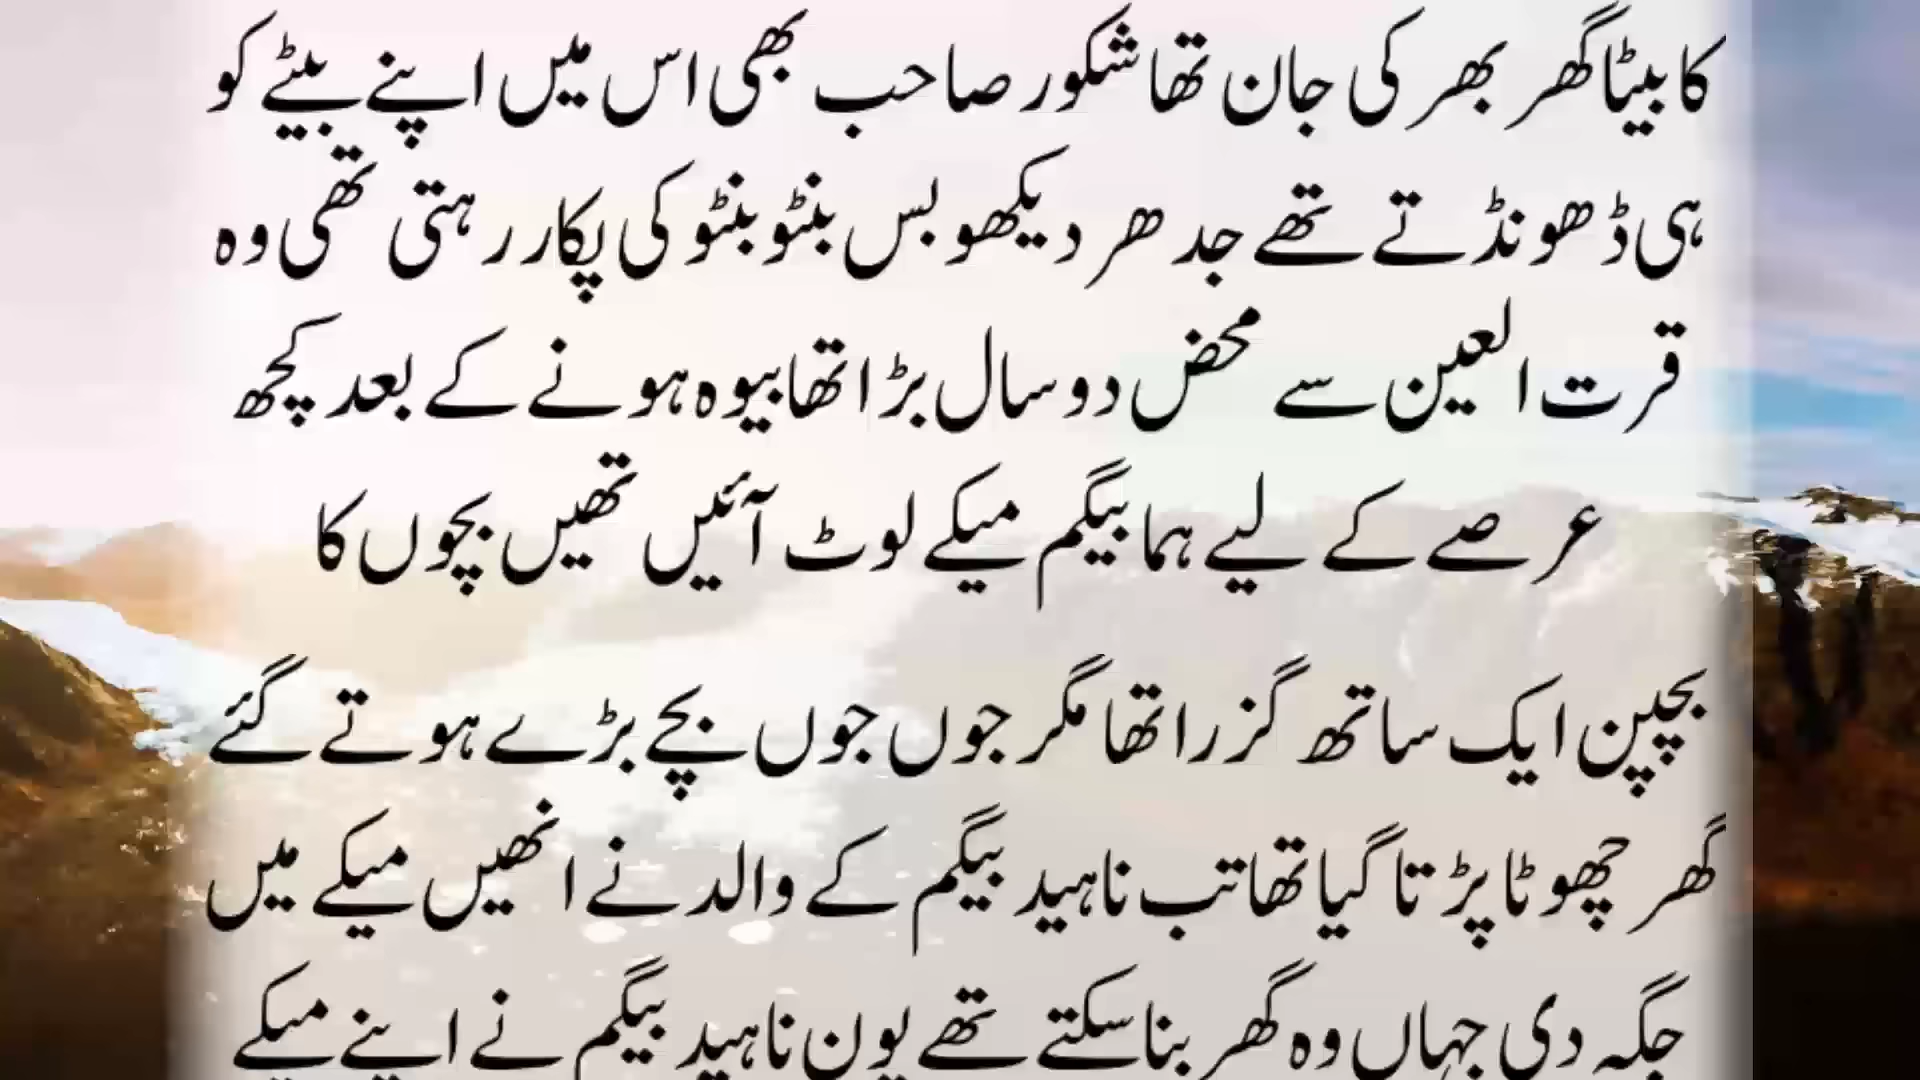 کا بیٹا گھر بھر کی جان تھا شکور صاحب بھی اس میں اپنے بیٹے کو
ہی ڈھونڈتے تھے جدھر دیکھو بس بنٹو بنٹو کی پکار رہتی تھی وہ
قرت العین سے محض دو سال بڑا تھا بیوہ ہونے کے بعد کچھ
عرصے کے لیے ہما بیگم میکے لوٹ آئیں تھیں بچوں کا
بچپن ایک ساتھ گزرا تھا مگر جوں جوں بچے بڑے ہوتے گئے
گھر چھوٹا پڑتا گیا تھا تب ناہید بیگم کے والد نے انھیں میکے میں
جگہ دی جہاں وہ گھر بنا سکتے تھے یون ناہید بیگم نے اپنے میکے